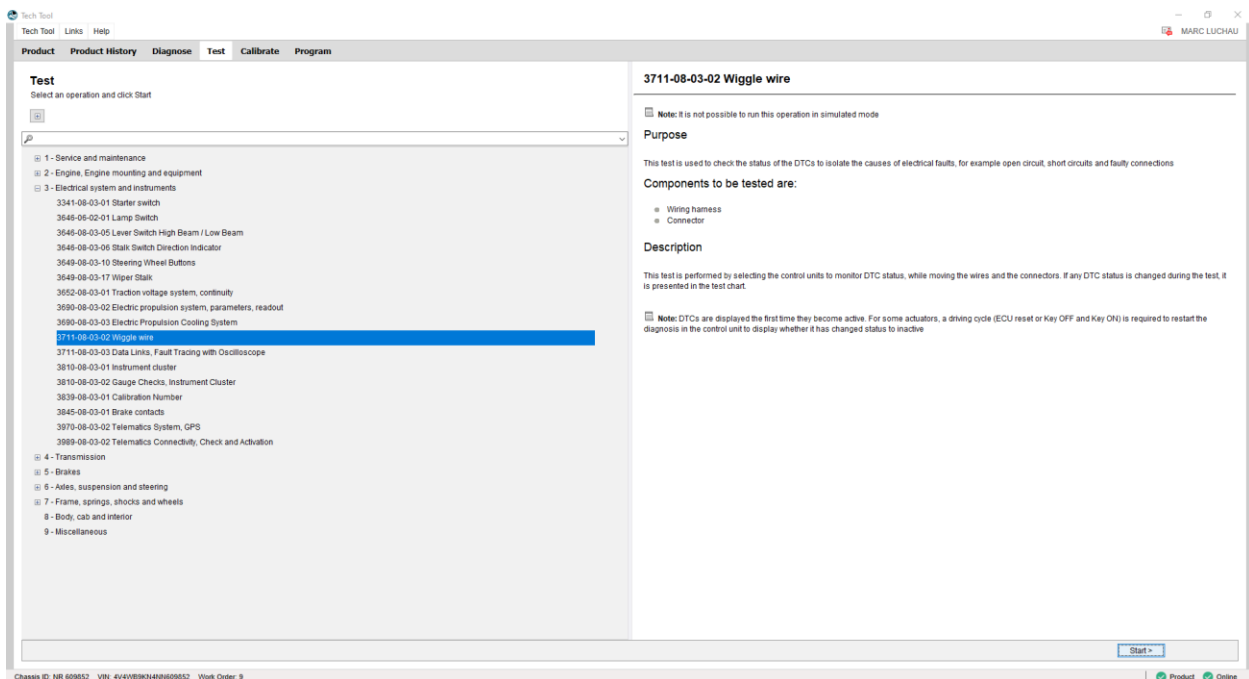 Tech Tool
Tech Tool Links Help
MARC LUCHAU
Product Product History Diagnose Test Calibrate Program
Test
Select an operation and click Start
1 - Service and maintenance
2 - Engine, Engine mounting and equipment
3 - Electrical system and instruments
3341-08-03-01 Starter switch
3646-06-02-01 Lamp Switch
3646-08-03-05 Lever Switch High Beam / Low Beam
3646-08-03-06 Stalk Switch Direction Indicator
3649-08-03-10 Steering Wheel Buttons
3649-08-03-17 Wiper Stalk
3652-08-03-01 Traction voltage system, continuity
3690-08-03-02 Electric propulsion system, parameters, readout
3690-08-03-03 Electric Propulsion Cooling System
3711-08-03-02 Wiggle wire
3711-08-03-03 Data Links, Fault Tracing with Oscilloscope
3810-08-03-01 Instrument cluster
3810-08-03-02 Gauge Checks, Instrument Cluster
3839-08-03-01 Calibration Number
3845-08-03-01 Brake contacts
3970-08-03-02 Telematics System, GPS
3989-08-03-02 Telematics Connectivity, Check and Activation
4 - Transmission
5 - Brakes
6 - Axles, suspension and steering
7 - Frame, springs, shocks and wheels
8 - Body, cab and interior
9 - Miscellaneous
3711-08-03-02 Wiggle wire
Note: It is not possible to run this operation in simulated mode
Purpose
This test is used to check the status of the DTCs to isolate the causes of electrical faults, for example open circuit, short circuits and faulty connections
Components to be tested are:
Wiring harness
Connector
Description
This test is performed by selecting the control units to monitor DTC status, while moving the wires and the connectors. If any DTC status is changed during the test, it
is presented in the test chart.
Note: DTCs are displayed the first time they become active. For some actuators, a driving cycle (ECU reset or Key OFF and Key ON) is required to restart the
diagnosis in the control unit to display whether it has changed status to inactive
Start >
Chassis ID: NR 609852 VIN: 4V4WB9KN4NN609852 Work Order: 9
Product Online